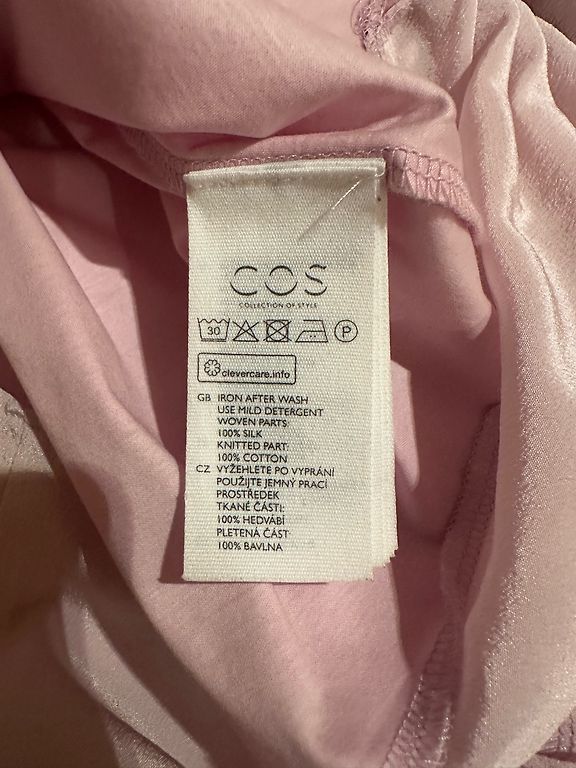 COS
COLLECTION OF STYLE
30 P
clevercare.info
GB IRON AFTER WASH
USE MILD DETERGENT
WOVEN PARTS:
100% SILK
KNITTED PART:
100% COTTON
CZ VYŽEHLETE PO VYPRÁNÍ
POUŽIJTE JEMNÝ PRACÍ
PROSTŘEDEK
TKANÉ ČÁSTI:
100% HEDVÁBÍ
PLETENÁ ČÁST
100% BAVLNA